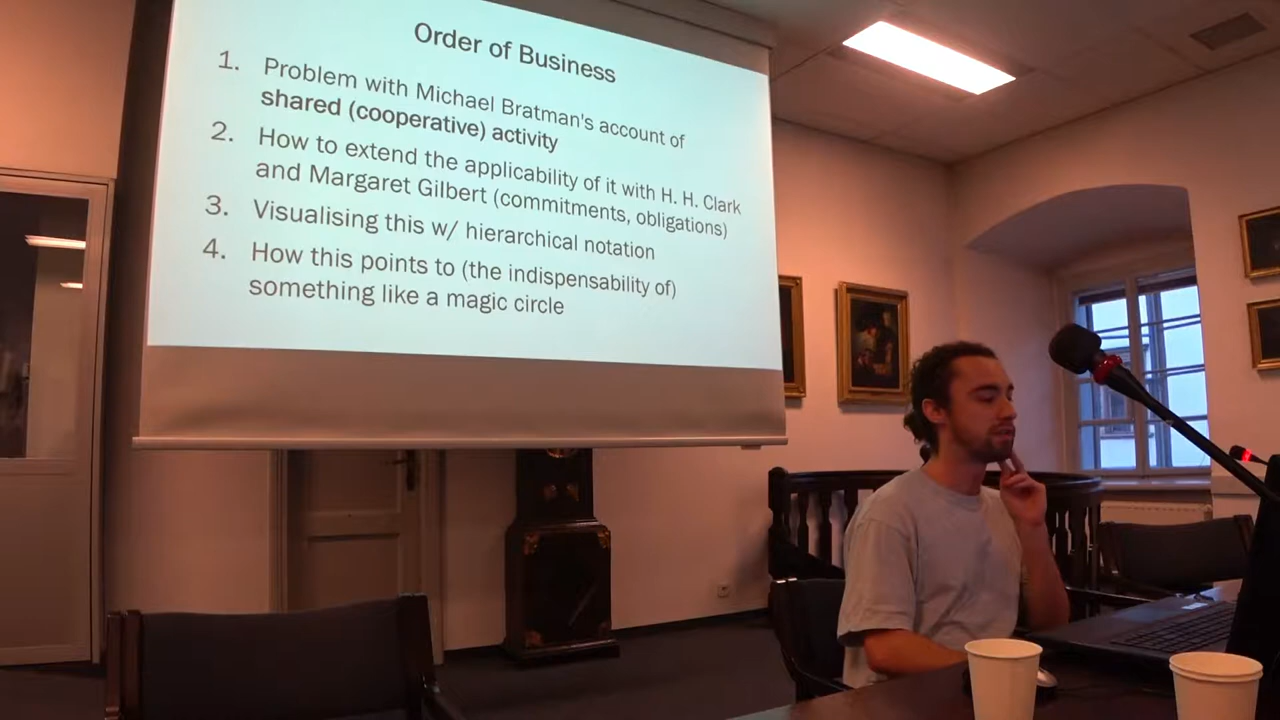 Order of Business
1. Problem with Michael Bratman's account of
shared (cooperative) activity
2. How to extend the applicability of it with H. H. Clark
and Margaret Gilbert (commitments, obligations)
3. Visualising this w/ hierarchical notation
4. How this points to (the indispensability of)
something like a magic circle